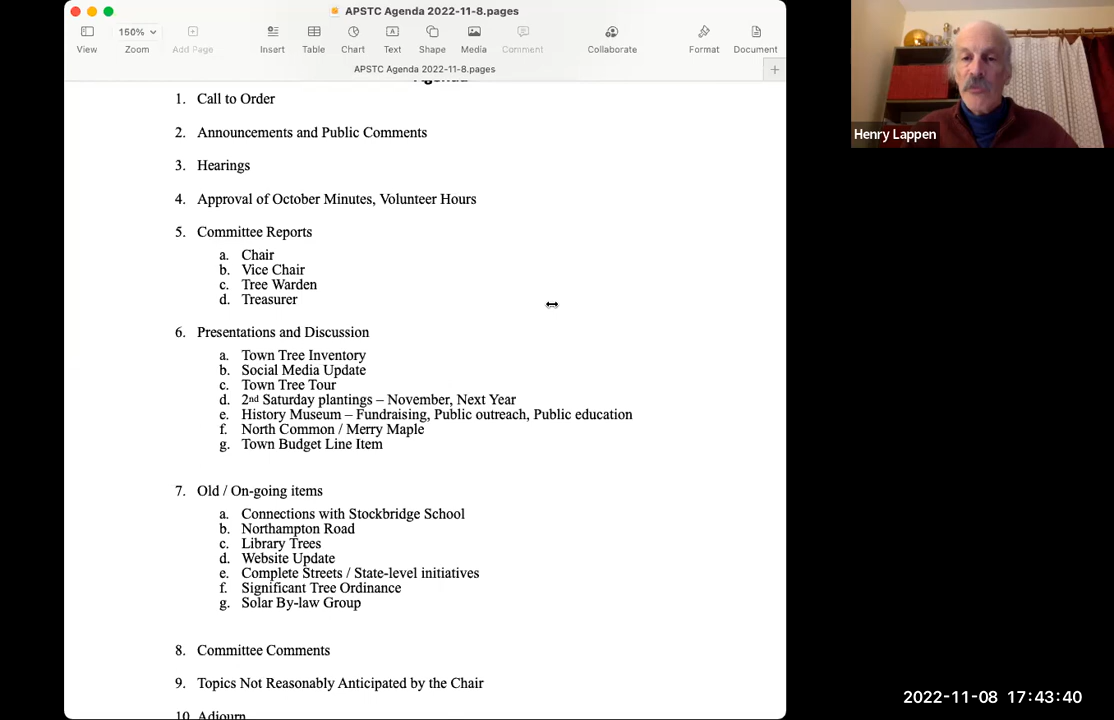 APSTC Agenda 2022-11-8.pages
150%
View
Zoom
Add Page
Insert
Table
Chart
Text
Shape
Media
Comment
Collaborate
Format
Document
APSTC Agenda 2022-11-8.pages
Agenda
1. Call to Order
2. Announcements and Public Comments
3. Hearings
4. Approval of October Minutes, Volunteer Hours
5. Committee Reports
a. Chair
b. Vice Chair
c. Tree Warden
d. Treasurer
6. Presentations and Discussion
a. Town Tree Inventory
b. Social Media Update
c. Town Tree Tour
d. 2nd Saturday plantings – November, Next Year
e. History Museum – Fundraising, Public outreach, Public education
f. North Common / Merry Maple
g. Town Budget Line Item
7. Old / On-going items
a. Connections with Stockbridge School
b. Northampton Road
c. Library Trees
d. Website Update
e. Complete Streets / State-level initiatives
f. Significant Tree Ordinance
g. Solar By-law Group
8. Committee Comments
9. Topics Not Reasonably Anticipated by the Chair
10. Adjourn
Henry Lappen
2022-11-08 17:43:40